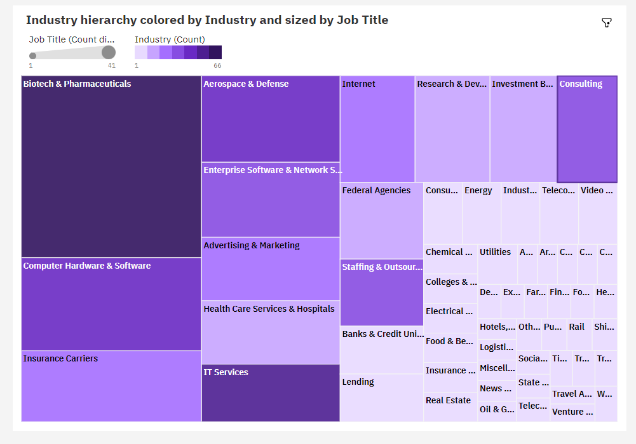 Industry hierarchy colored by Industry and sized by Job Title
Job Title (Count di...
Industry (Count)
1
41
1
66
Biotech & Pharmaceuticals
Computer Hardware & Software
Insurance Carriers
Aerospace & Defense
Enterprise Software & Network S...
Advertising & Marketing
Health Care Services & Hospitals
IT Services
Internet
Research & Dev...
Investment B...
Consulting
Federal Agencies
Staffing & Outsour...
Banks & Credit Uni...
Lending
Consu...
Energy
Indust...
Teleco...
Video ...
Chemical ...
Colleges & ...
Electrical ...
Food & Be...
Insurance ...
Real Estate
Utilities
A...
Ar...
C...
C...
C...
De...
Ex...
Far...
Fin...
Fo...
He...
Hotels,...
Logisti...
Miscell...
News ...
Oil & G...
Oth...
Pu...
Rail
Shi...
Socia...
State ...
Telec...
Ti...
Tr...
Tr...
Travel A...
W...
Venture ...